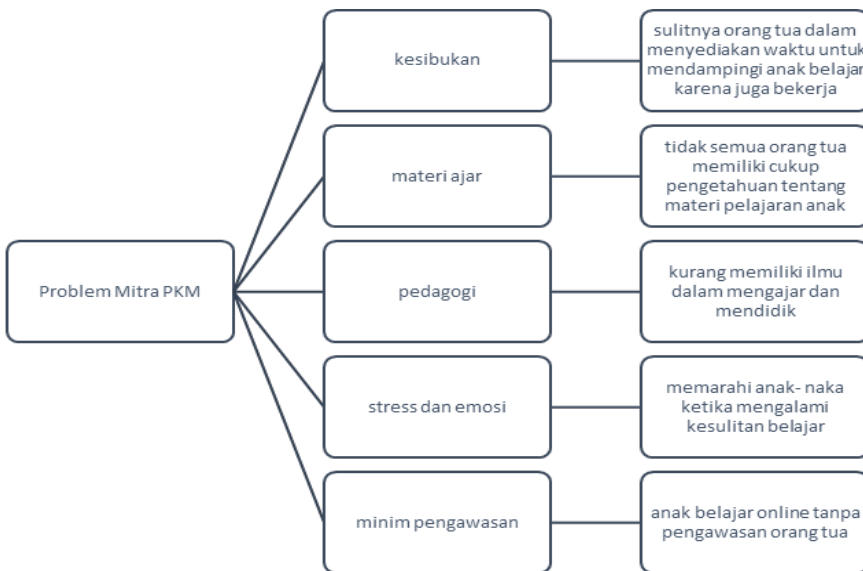 Problem Mitra PKM
kesibukan
sulitnya orang tua dalam
menyediakan waktu untuk
mendampingi anak belajar
karena juga bekerja
materi ajar
tidak semua orang tua
memiliki cukup
pengetahuan tentang
materi pelajaran anak
pedagogi
kurang memiliki ilmu
dalam mengajar dan
mendidik
stress dan emosi
memarahi anak- naka
ketika mengalami
kesulitan belajar
minim pengawasan
anak belajar online tanpa
pengawasan orang tua